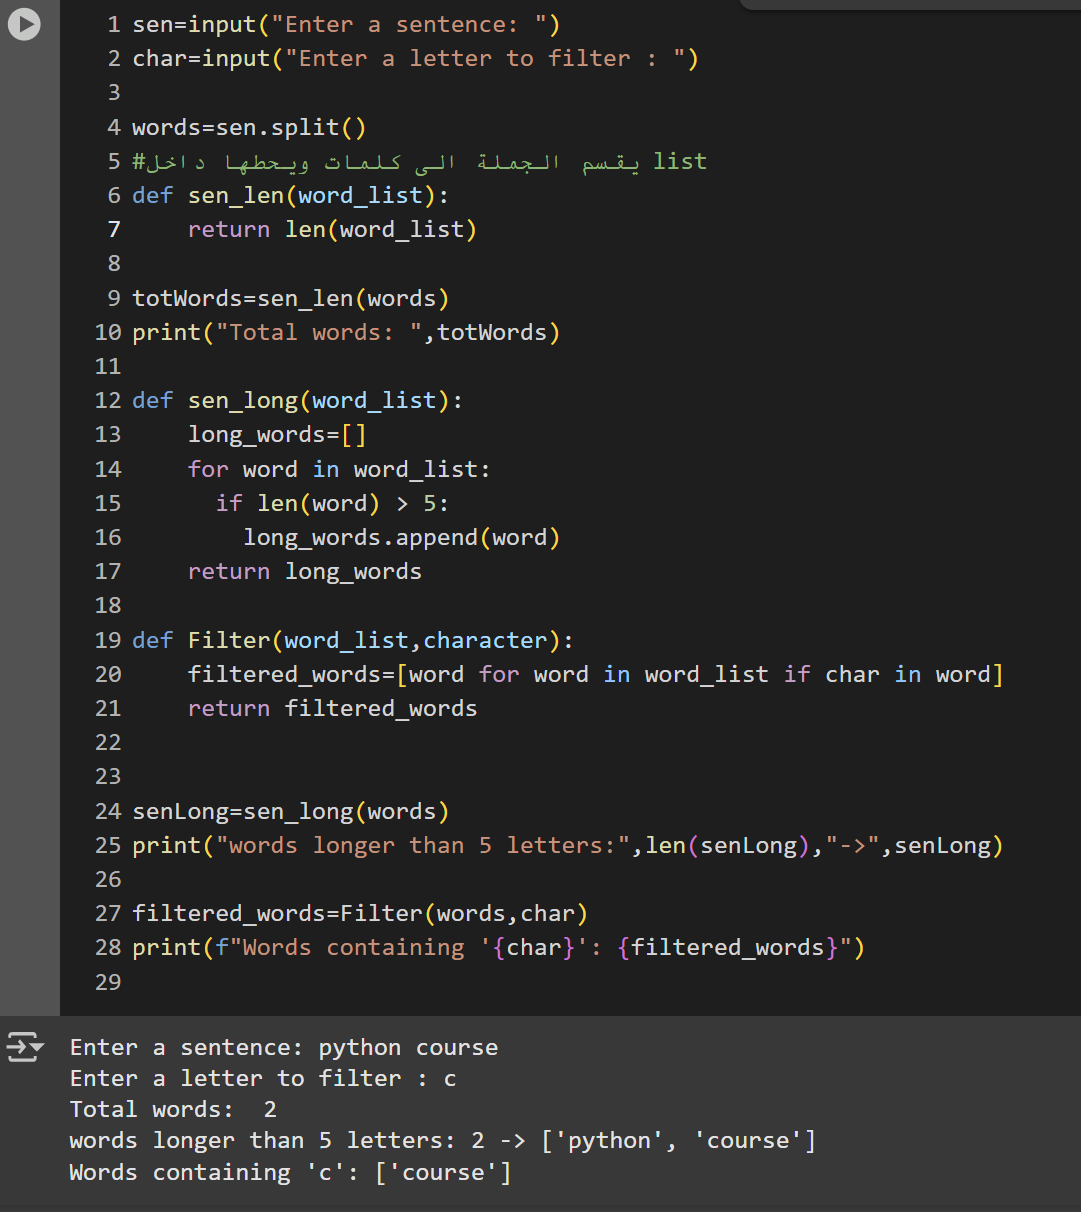 1 sen=input("Enter a sentence: ")
2 char=input("Enter a letter to filter : ")
3
4 words=sen.split()
5 #يقسم الجملة الى كلمات ويحطها داخل list
6 def sen_len(word_list):
7     return len(word_list)
8
9 totWords=sen_len(words)
10 print("Total words: ",totWords)
11
12 def sen_long(word_list):
13     long_words=[]
14     for word in word_list:
15       if len(word) > 5:
16         long_words.append(word)
17     return long_words
18
19 def Filter(word_list,character):
20     filtered_words=[word for word in word_list if char in word]
21     return filtered_words
22
23
24 senLong=sen_long(words)
25 print("words longer than 5 letters:",len(senLong),"->",senLong)
26
27 filtered_words=Filter(words,char)
28 print(f"Words containing '{char}': {filtered_words}")
29
Enter a sentence: python course
Enter a letter to filter : c
Total words:  2
words longer than 5 letters: 2 -> ['python', 'course']
Words containing 'c': ['course']